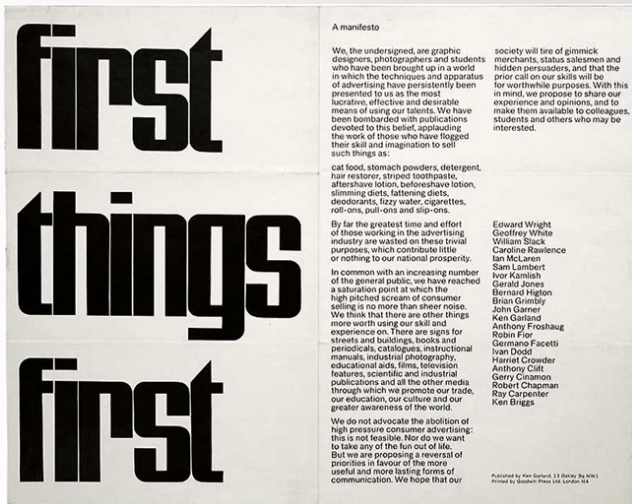 first
things
first
A manifesto
We, the undersigned, are graphic
designers, photographers and students
who have been brought up in a world
in which the techniques and apparatus
of advertising have persistently been
presented to us as the most
lucrative, effective and desirable
means of using our talents. We have
been bombarded with publications
devoted to this belief, applauding
the work of those who have flogged
their skill and imagination to sell
such things as:
cat food, stomach powders, detergent,
hair restorer, striped toothpaste,
aftershave lotion, beforeshave lotion,
slimming diets, fattening diets,
deodorants, fizzy water, cigarettes,
roll-ons, pull-ons and slip-ons.
By far the greatest time and effort
of those working in the advertising
industry are wasted on these trivial
purposes, which contribute little
or nothing to our national prosperity.
In common with an increasing number
of the general public, we have reached
a saturation point at which the
high pitched scream of consumer
selling is no more than sheer noise.
We think that there are other things
more worth using our skill and
experience on. There are signs for
streets and buildings, books and
periodicals, catalogues, instructional
manuals, industrial photography,
educational aids, films, television
features, scientific and industrial
publications and all the other media
through which we promote our trade,
our education, our culture and our
greater awareness of the world.
We do not advocate the abolition of
high pressure consumer advertising:
this is not feasible. Nor do we want
to take any of the fun out of life.
But we are proposing a reversal of
priorities in favour of the more
useful and more lasting forms of
communication. We hope that our
society will tire of gimmick
merchants, status salesmen and
hidden persuaders, and that the
prior call on our skills will be
for worthwhile purposes. With this
in mind, we propose to share our
experience and opinions, and to
make them available to colleagues,
students and others who may be
interested.
Edward Wright
Geoffrey White
William Slack
Caroline Rawlence
Ian McLaren
Sam Lambert
Ivor Kamlish
Gerald Jones
Bernard Higton
Brian Grimbly
John Garner
Ken Garland
Anthony Froshaug
Robin Fior
Germano Facetti
Ivan Dodd
Harriet Crowder
Anthony Clift
Gerry Cinamon
Robert Chapman
Ray Carpenter
Ken Briggs
Published by Ken Garland, 13 Oakley Sq NW1
Printed by Goodwin Press Ltd. London N4